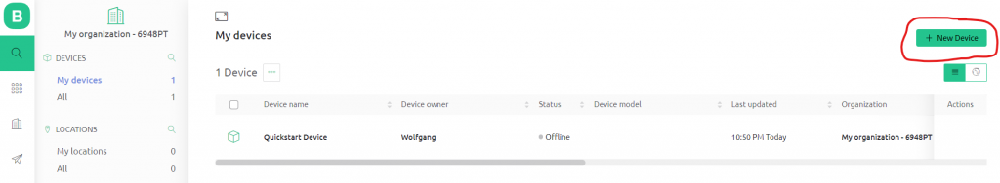 B
My organization - 6948PT
DEVICES
My devices 1
All 1
LOCATIONS
My locations 0
All 0
My devices
+ New Device
1 Device ...
Device name Device owner Status Device model Last updated Organization Actions
Quickstart Device Wolfgang Offline 10:50 PM Today My organization - 6948PT